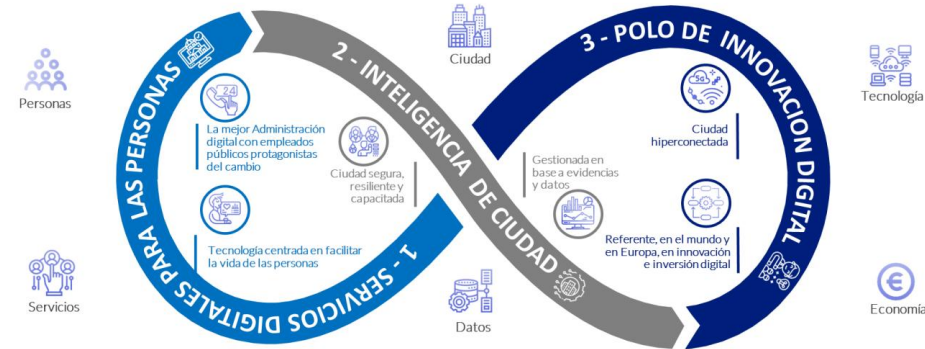 Personas
Servicios
1 - SERVICIOS DIGITALES PARA LAS PERSONAS
La mejor Administración
digital con empleados
públicos protagonistas
del cambio
Tecnología centrada en facilitar
la vida de las personas
Ciudad
2 - INTELIGENCIA DE CIUDAD
Ciudad segura,
resiliente y
capacitada
Gestionada en
base a evidencias
y datos
Datos
3 - POLO DE INNOVACION DIGITAL
5G
Ciudad
hiperconectada
Referente, en el mundo y
en Europa, en innovación
e inversión digital
Tecnología
€
Economía